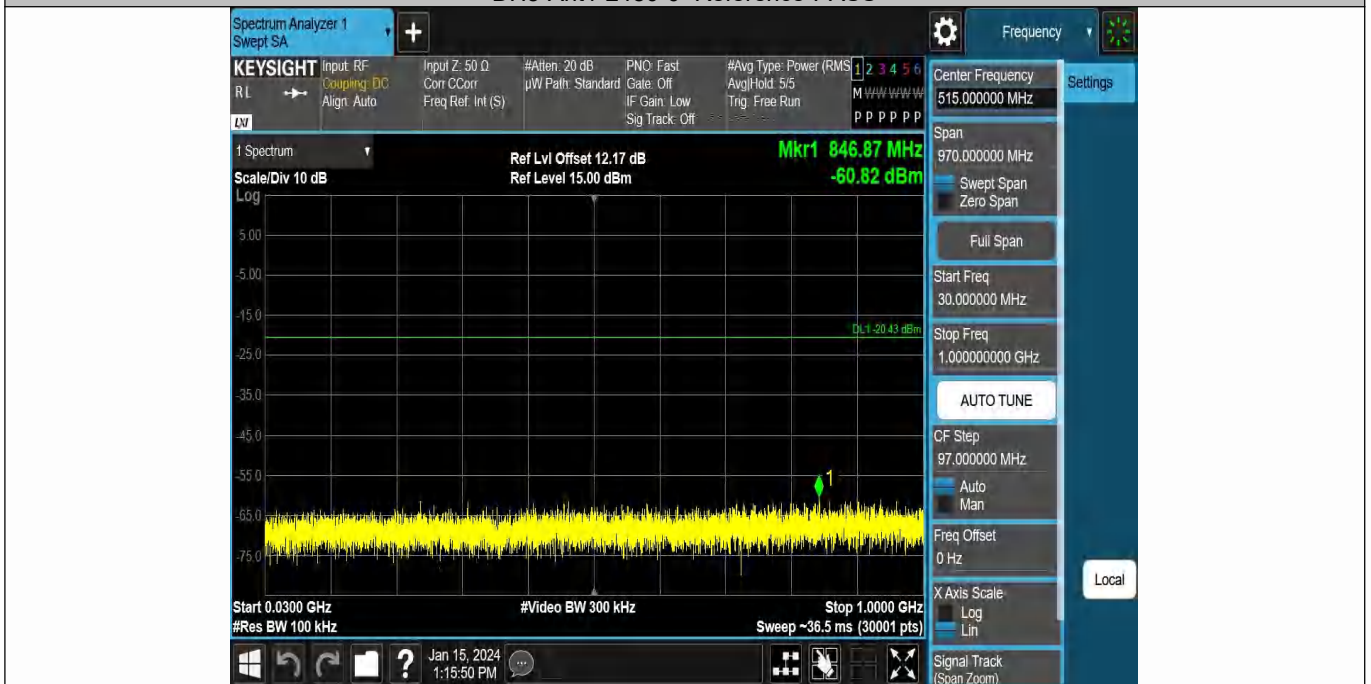 Spectrum Analyzer 1
Swept SA
Frequency
KEYSIGHT
RL
LXI
Input: RF
Coupling: DC
Align: Auto
Input Z: 50 Ω
Corr CCorr
Freq Ref: Int (S)
#Atten: 20 dB
µW Path: Standard
PNO: Fast
Gate: Off
IF Gain: Low
Sig Track: Off
#Avg Type: Power (RMS
Avg|Hold: 5/5
Trig: Free Run
1 2 3 4 5 6
M W W W W W
P P P P P P
Center Frequency
515.000000 MHz
Settings
1 Spectrum
Scale/Div 10 dB
Log
Ref Lvl Offset 12.17 dB
Ref Level 15.00 dBm
Mkr1 846.87 MHz
-60.82 dBm
5.00
-5.00
-15.0
-25.0
-35.0
-45.0
-55.0
-65.0
-75.0
DL1 -20.43 dBm
1
Start 0.0300 GHz
#Res BW 100 kHz
#Video BW 300 kHz
Stop 1.0000 GHz
Sweep ~36.5 ms (30001 pts)
Span
970.000000 MHz
Swept Span
Zero Span
Full Span
Start Freq
30.000000 MHz
Stop Freq
1.000000000 GHz
AUTO TUNE
CF Step
97.000000 MHz
Auto
Man
Freq Offset
0 Hz
X Axis Scale
Log
Lin
Signal Track
(Span Zoom)
Local
Jan 15, 2024
1:15:50 PM